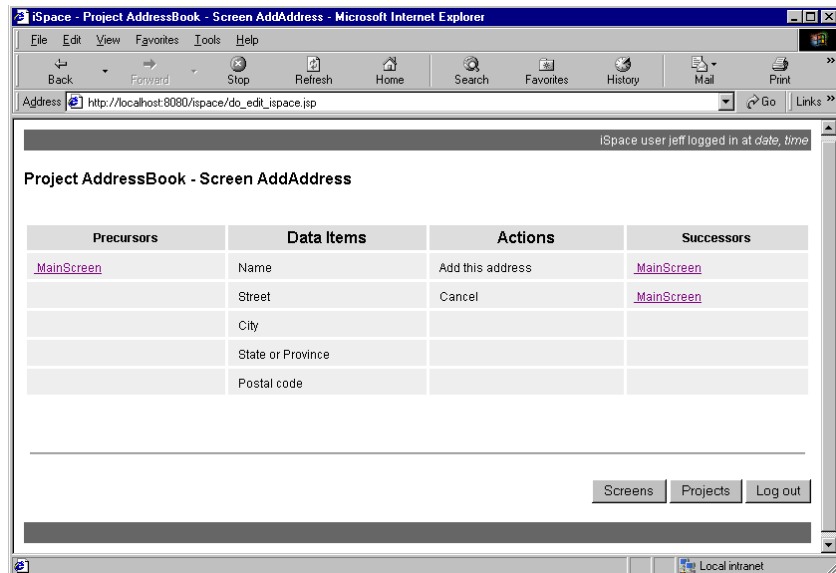 iSpace - Project AddressBook - Screen AddAddress - Microsoft Internet Explorer
File Edit View Favorites Tools Help
Back Forward Stop Refresh Home Search Favorites History Mail Print »
Address http://localhost:8080/ispace/do_edit_ispace.jsp Go Links »
iSpace user jeff logged in at date, time
Project AddressBook - Screen AddAddress
Precursors Data Items Actions Successors
MainScreen Name Add this address MainScreen
Street Cancel MainScreen
City
State or Province
Postal code
Screens Projects Log out
Local intranet